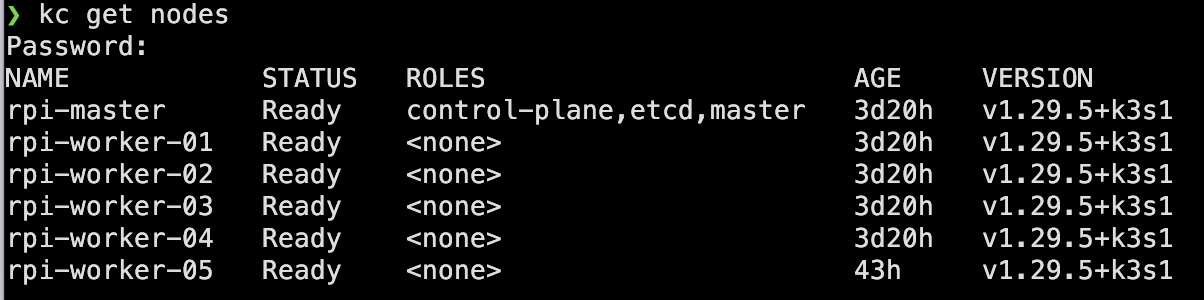 ❯ kc get nodes
Password:
NAME            STATUS   ROLES                       AGE     VERSION
rpi-master      Ready    control-plane,etcd,master   3d20h   v1.29.5+k3s1
rpi-worker-01   Ready    <none>                      3d20h   v1.29.5+k3s1
rpi-worker-02   Ready    <none>                      3d20h   v1.29.5+k3s1
rpi-worker-03   Ready    <none>                      3d20h   v1.29.5+k3s1
rpi-worker-04   Ready    <none>                      3d20h   v1.29.5+k3s1
rpi-worker-05   Ready    <none>                      43h     v1.29.5+k3s1